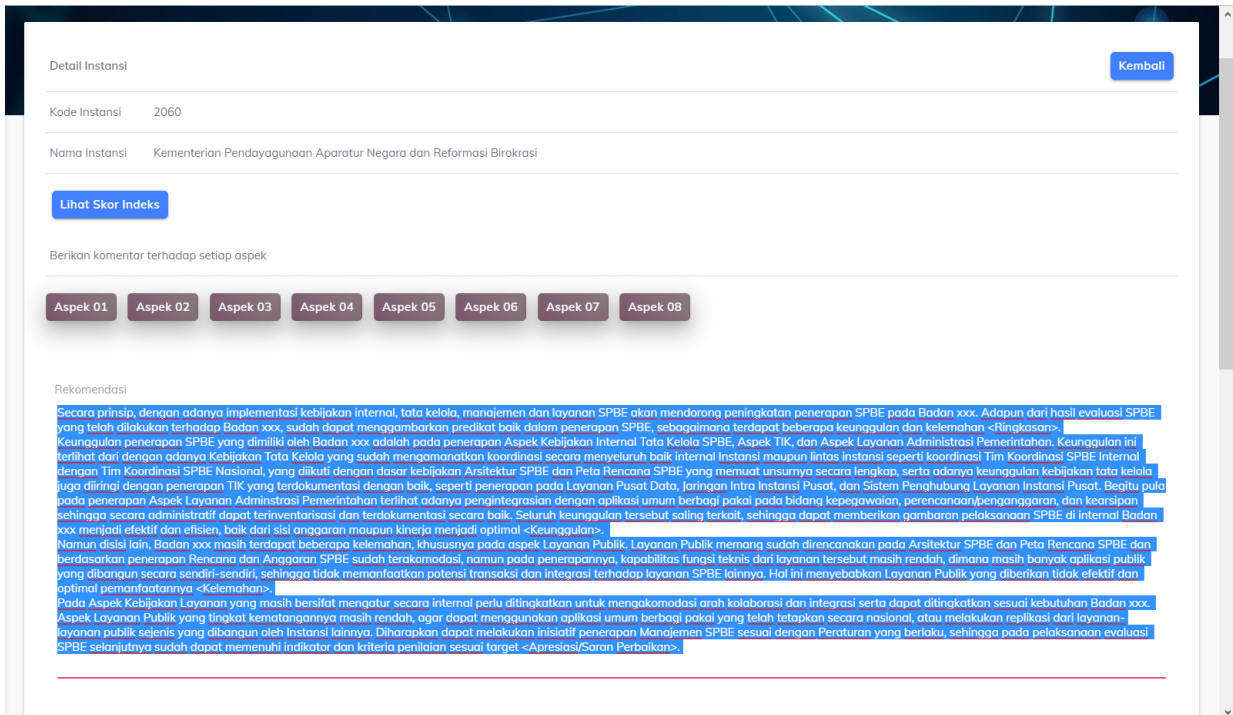 Detail Instansi
Kembali
Kode Instansi 2060
Nama Instansi Kementerian Pendayagunaan Aparatur Negara dan Reformasi Birokrasi
Lihat Skor Indeks
Berikan komentar terhadap setiap aspek
Aspek 01 Aspek 02 Aspek 03 Aspek 04 Aspek 05 Aspek 06 Aspek 07 Aspek 08
Rekomendasi
Secara prinsip, dengan adanya implementasi kebijakan internal, tata kelola, manajemen dan layanan SPBE akan mendorong peningkatan penerapan SPBE pada Badan xxx. Adapun dari hasil evaluasi SPBE
yang telah dilakukan terhadap Badan xxx, sudah dapat menggambarkan predikat baik dalam penerapan SPBE, sebagaimana terdapat beberapa keunggulan dan kelemahan <Ringkasan>.
Keunggulan penerapan SPBE yang dimiliki oleh Badan xxx adalah pada penerapan Aspek Kebijakan Internal Tata Kelola SPBE, Aspek TIK, dan Aspek Layanan Administrasi Pemerintahan. Keunggulan ini
terlihat dari dengan adanya Kebijakan Tata Kelola yang sudah mengamanatkan koordinasi secara menyeluruh baik internal Instansi maupun lintas instansi seperti koordinasi Tim Koordinasi SPBE Internal
dengan Tim Koordinasi SPBE Nasional, yang diikuti dengan dasar kebijakan Arsitektur SPBE dan Peta Rencana SPBE yang memuat unsurnya secara lengkap, serta adanya keunggulan kebijakan tata kelola
juga diiringi dengan penerapan TIK yang terdokumentasi dengan baik, seperti penerapan pada Layanan Pusat Data, Jaringan Intra Instansi Pusat, dan Sistem Penghubung Layanan Instansi Pusat. Begitu pula
pada penerapan Aspek Layanan Adminstrasi Pemerintahan terlihat adanya pengintegrasian dengan aplikasi umum berbagi pakai pada bidang kepegawaian, perencanaan/penganggaran, dan kearsipan
sehingga secara administratif dapat terinventarisasi dan terdokumentasi secara baik. Seluruh keunggulan tersebut saling terkait, sehingga dapat memberikan gambaran pelaksanaan SPBE di internal Badan
xxx menjadi efektif dan efisien, baik dari sisi anggaran maupun kinerja menjadi optimal <Keunggulan>.
Namun disisi lain, Badan xxx masih terdapat beberapa kelemahan, khususnya pada aspek Layanan Publik. Layanan Publik memang sudah direncanakan pada Arsitektur SPBE dan Peta Rencana SPBE dan
berdasarkan penerapan Rencana dan Anggaran SPBE sudah terakomodasi, namun pada penerapannya, kapabilitas fungsi teknis dari layanan tersebut masih rendah, dimana masih banyak aplikasi publik
yang dibangun secara sendiri-sendiri, sehingga tidak memanfaatkan potensi transaksi dan integrasi terhadap layanan SPBE lainnya. Hal ini menyebabkan Layanan Publik yang diberikan tidak efektif dan
optimal pemanfaatannya <Kelemahan>.
Pada Aspek Kebijakan Layanan yang masih bersifat mengatur secara internal perlu ditingkatkan untuk mengakomodasi arah kolaborasi dan integrasi serta dapat ditingkatkan sesuai kebutuhan Badan xxx.
Aspek Layanan Publik yang tingkat kematangannya masih rendah, agar dapat menggunakan aplikasi umum berbagi pakai yang telah tetapkan secara nasional, atau melakukan replikasi dari layanan-
layanan publik sejenis yang dibangun oleh Instansi lainnya. Diharapkan dapat melakukan inisiatif penerapan Manajemen SPBE sesuai dengan Peraturan yang berlaku, sehingga pada pelaksanaan evaluasi
SPBE selanjutnya sudah dapat memenuhi indikator dan kriteria penilaian sesuai target <Apresiasi/Saran Perbaikan>.